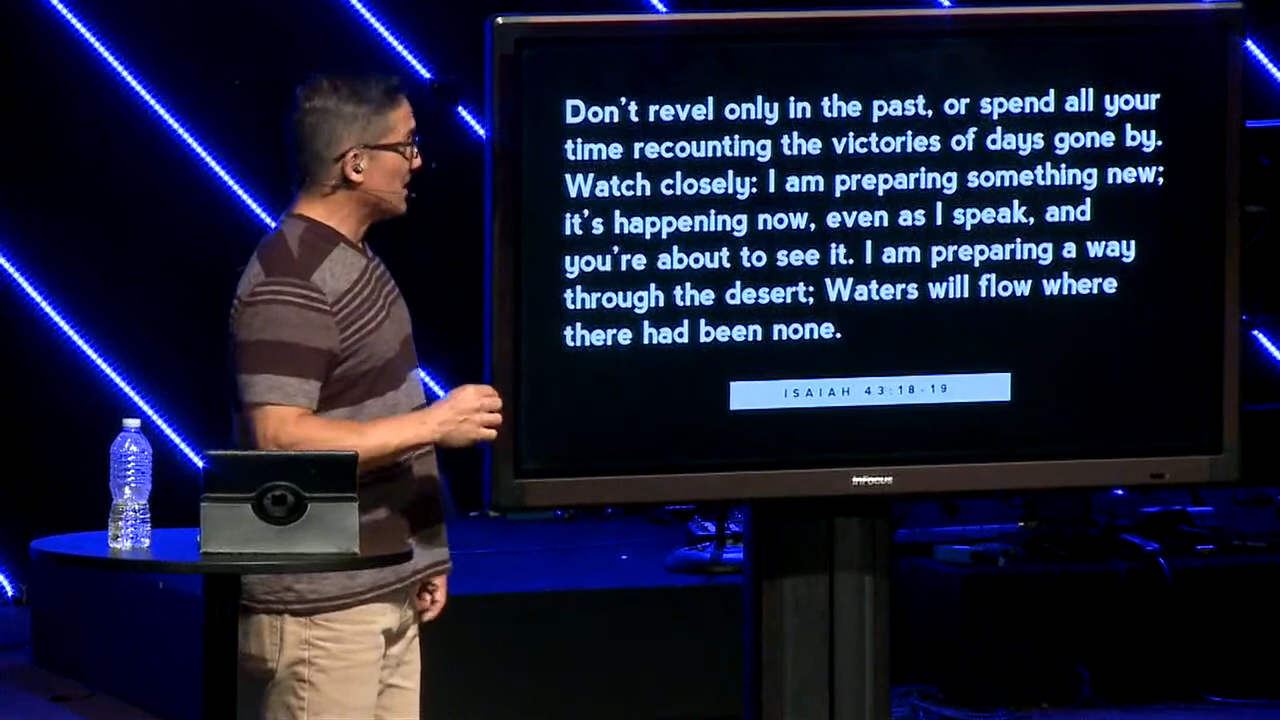 Don't revel only in the past, or spend all your
time recounting the victories of days gone by.
Watch closely: I am preparing something new;
it's happening now, even as I speak, and
you're about to see it. I am preparing a way
through the desert; Waters will flow where
there had been none.
ISAIAH 43:18-19
InFocus